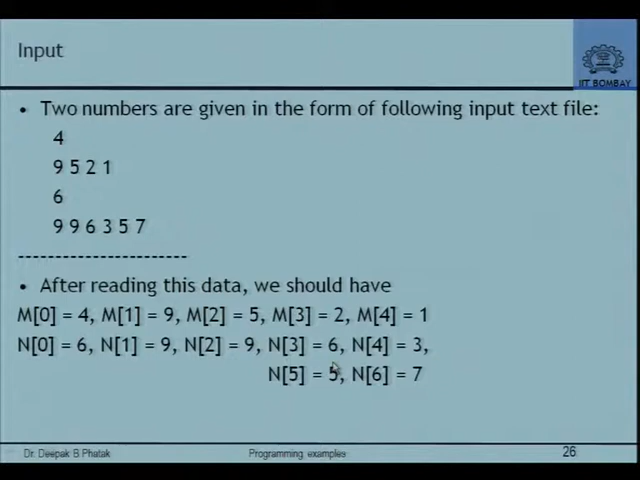 Input
IIT BOMBAY
• Two numbers are given in the form of following input text file:
4
9 5 2 1
6
9 9 6 3 5 7
-----------------------
• After reading this data, we should have
M[0] = 4, M[1] = 9, M[2] = 5, M[3] = 2, M[4] = 1
N[0] = 6, N[1] = 9, N[2] = 9, N[3] = 6, N[4] = 3,
N[5] = 5, N[6] = 7
Dr. Deepak B Phatak
Programming examples
26